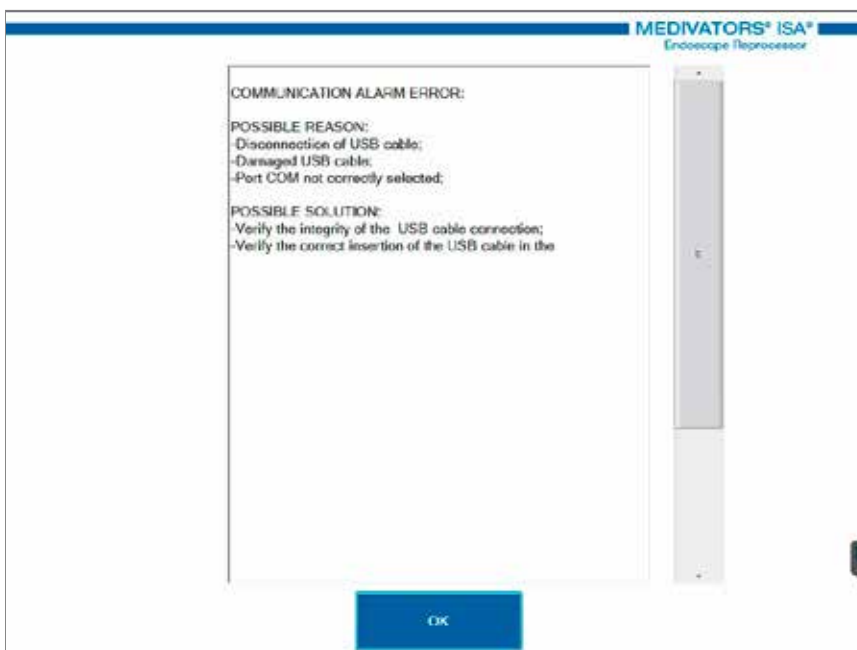 MEDIVATORS® ISA®
Endoscope Reprocessor
COMMUNICATION ALARM ERROR:
POSSIBLE REASON:
-Disconnectiion of USB cable;
-Damaged USB cable;
-Port COM not correctly selected;
POSSIBLE SOLUTION:
-Verify the integrity of the USB cable connection;
-Verify the correct insertion of the USB cable in the
OK